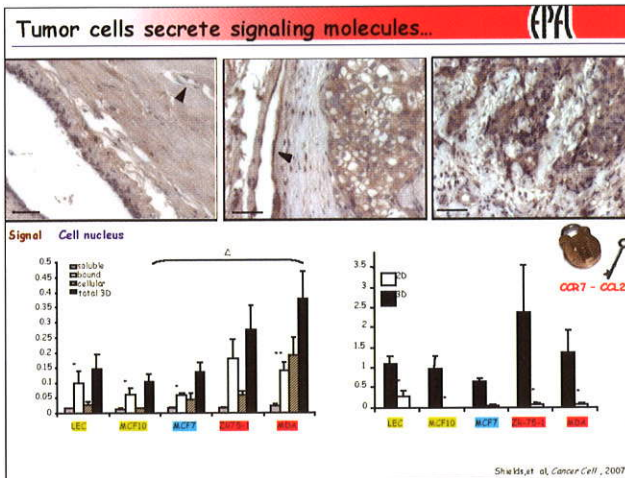 Tumor cells secrete signaling molecules...
EPFL
Signal Cell nucleus
0.5
0.45
0.4
0.35
0.3
0.25
0.2
0.15
0.1
0.05
0
soluble
bound
cellular
total 3D
LEC
MCF10
MCF7
ZR-75-1
MDA
3.5
3
2.5
2
1.5
1
0.5
0
2D
3D
LEC
MCF10
MCF7
ZR-75-1
MDA
CCR7 - CCL2
Shields,et al, Cancer Cell, 2007